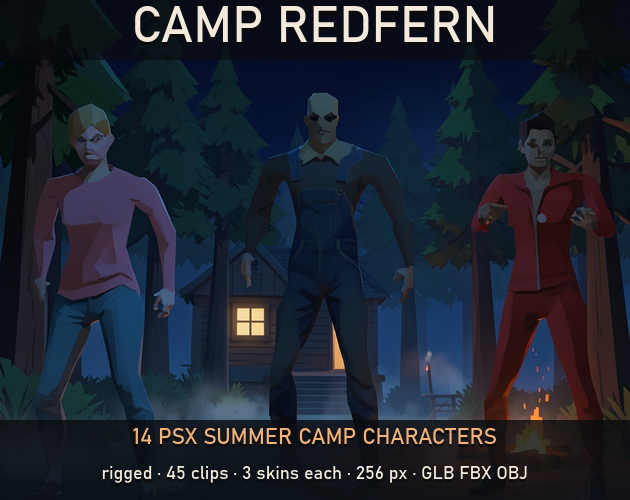 CAMP REDFERN
14 PSX SUMMER CAMP CHARACTERS
rigged · 45 clips · 3 skins each · 256 px · GLB FBX OBJ